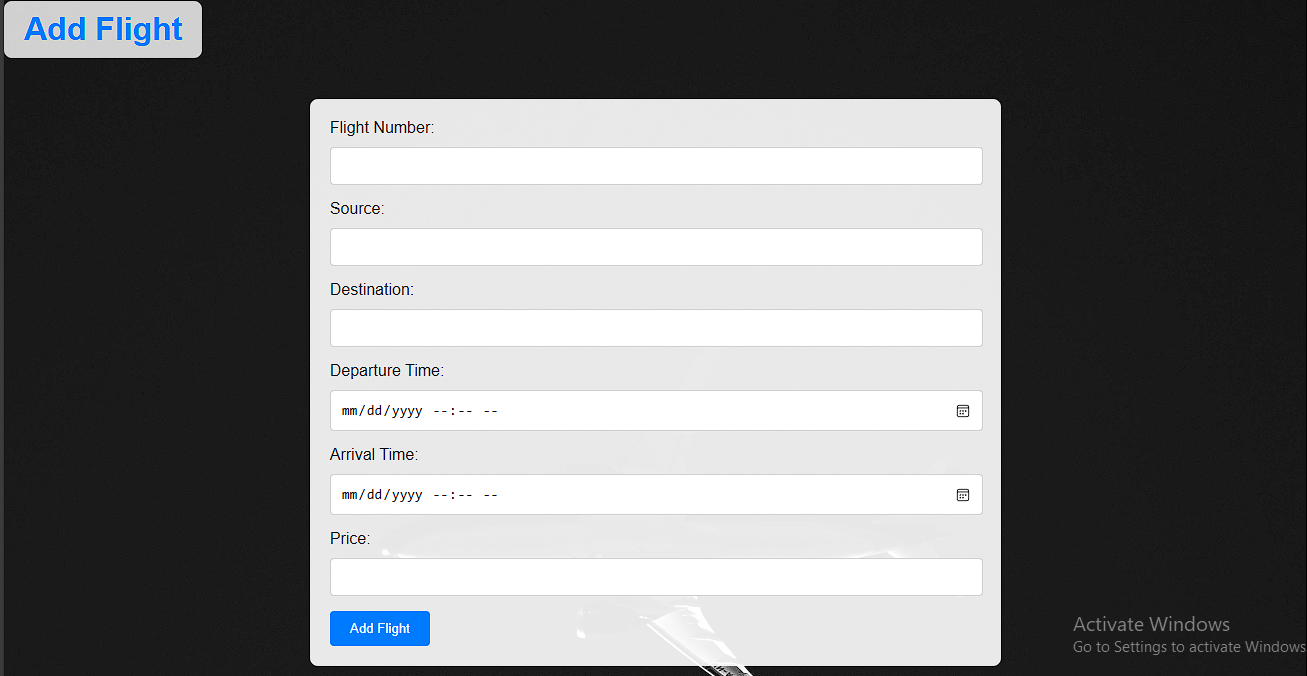 Add Flight
Flight Number:
Source:
Destination:
Departure Time:
mm/dd/yyyy --:-- --
Arrival Time:
mm/dd/yyyy --:-- --
Price:
Add Flight
Activate Windows
Go to Settings to activate Windows